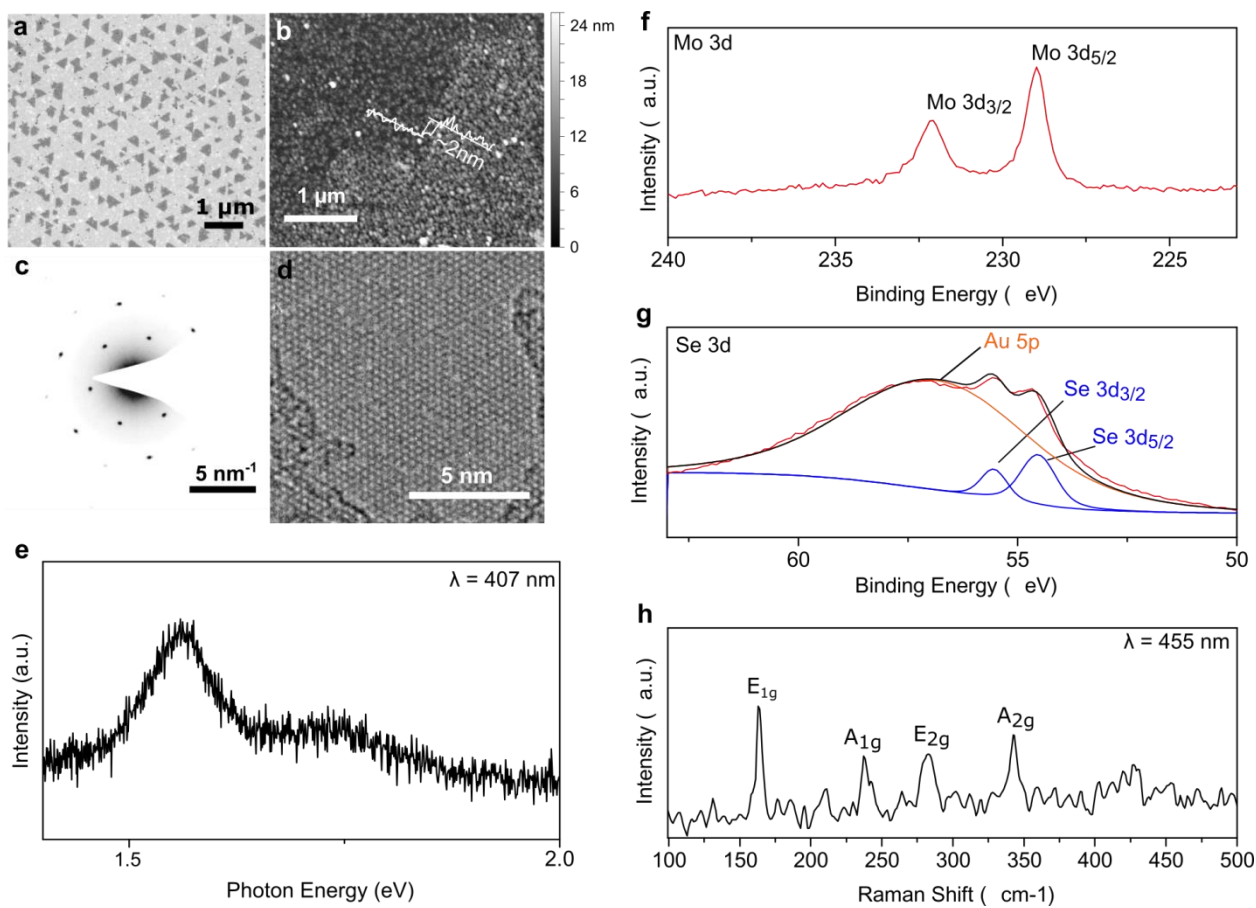 a
1 µm
b
~2nm
1 µm
24 nm
18
12
6
0
c
5 nm-1
d
5 nm
e
λ = 407 nm
Intensity (a.u.)
1.5
2.0
Photon Energy (eV)
f
Mo 3d
Mo 3d5/2
Mo 3d3/2
Intensity ( a.u.)
240
235
230
225
Binding Energy ( eV)
g
Se 3d
Au 5p
Se 3d3/2
Se 3d5/2
Intensity ( a.u.)
60
55
50
Binding Energy ( eV)
h
λ = 455 nm
E1g
A1g
E2g
A2g
Intensity ( a.u.)
100 150 200 250 300 350 400 450 500
Raman Shift ( cm-1)